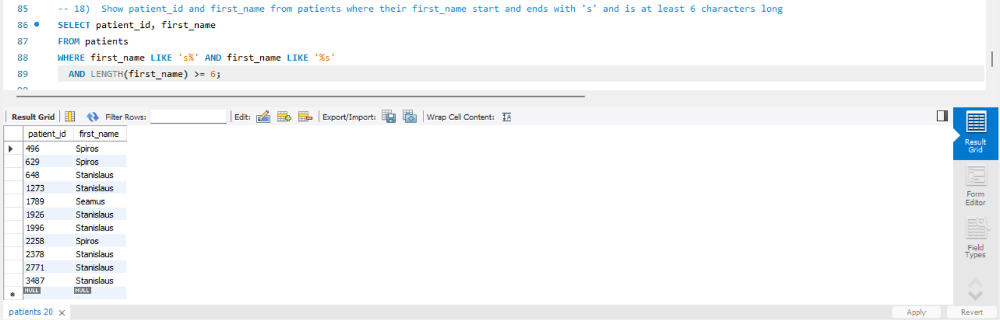 85 -- 18)  Show patient_id and first_name from patients where their first_name start and ends with 's' and is at least 6 characters long
86 SELECT patient_id, first_name
87 FROM patients
88 WHERE first_name LIKE 's%' AND first_name LIKE '%s'
89 AND LENGTH(first_name) >= 6;
Result Grid Filter Rows: Edit: Export/Import: Wrap Cell Content: IA
patient_id first_name
496 Spiros
629 Spiros
648 Stanislaus
1273 Stanislaus
1789 Seamus
1926 Stanislaus
1996 Stanislaus
2258 Spiros
2378 Stanislaus
2771 Stanislaus
3487 Stanislaus
NULL NULL
Result
Grid
Form
Editor
Field
Types
patients 20 Apply Revert